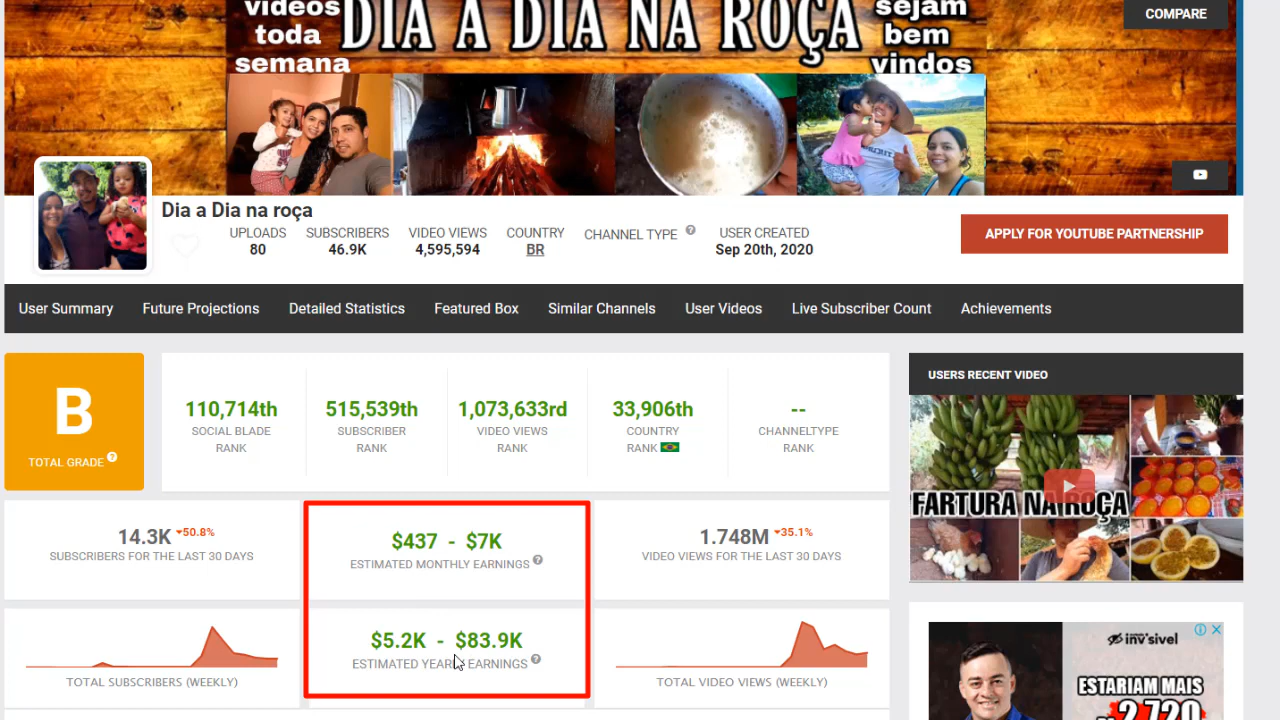 vídeos
toda
semana
DIA A DIA NA ROÇA
sejam
bem
vindos
COMPARE
Dia a Dia na roça
UPLOADS
80
SUBSCRIBERS
46.9K
VIDEO VIEWS
4,595,594
COUNTRY
BR
CHANNEL TYPE ?
USER CREATED
Sep 20th, 2020
APPLY FOR YOUTUBE PARTNERSHIP
User Summary
Future Projections
Detailed Statistics
Featured Box
Similar Channels
User Videos
Live Subscriber Count
Achievements
B
TOTAL GRADE ?
110,714th
SOCIAL BLADE
RANK
515,539th
SUBSCRIBER
RANK
1,073,633rd
VIDEO VIEWS
RANK
33,906th
COUNTRY
RANK
--
CHANNELTYPE
RANK
USERS RECENT VIDEO
FARTURA NA ROÇA
14.3K 50.8%
SUBSCRIBERS FOR THE LAST 30 DAYS
$437 - $7K
ESTIMATED MONTHLY EARNINGS ?
1.748M 35.1%
VIDEO VIEWS FOR THE LAST 30 DAYS
TOTAL SUBSCRIBERS (WEEKLY)
$5.2K - $83.9K
ESTIMATED YEARLY EARNINGS ?
TOTAL VIDEO VIEWS (WEEKLY)
inv sivel
ESTARIAM MAIS
2.720